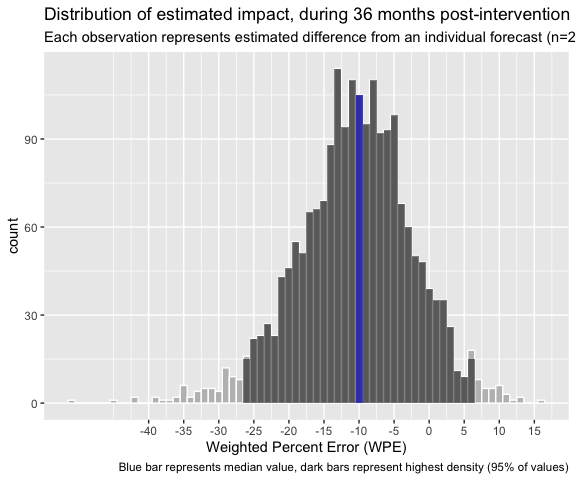 Distribution of estimated impact, during 36 months post-intervention
Each observation represents estimated difference from an individual forecast (n=2
90
60
30
0
count
-40 -35 -30 -25 -20 -15 -10 -5 0 5 10 15
Weighted Percent Error (WPE)
Blue bar represents median value, dark bars represent highest density (95% of values)